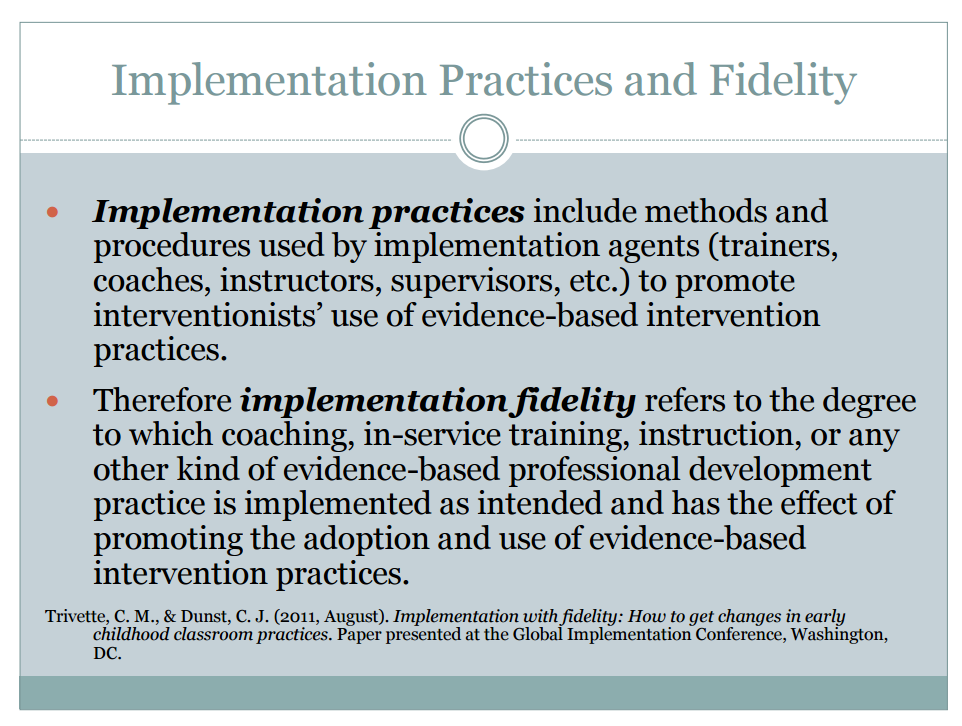 Implementation Practices and Fidelity
• Implementation practices include methods and
procedures used by implementation agents (trainers,
coaches, instructors, supervisors, etc.) to promote
interventionists’ use of evidence-based intervention
practices.
• Therefore implementation fidelity refers to the degree
to which coaching, in-service training, instruction, or any
other kind of evidence-based professional development
practice is implemented as intended and has the effect of
promoting the adoption and use of evidence-based
intervention practices.
Trivette, C. M., & Dunst, C. J. (2011, August). Implementation with fidelity: How to get changes in early
childhood classroom practices. Paper presented at the Global Implementation Conference, Washington,
DC.